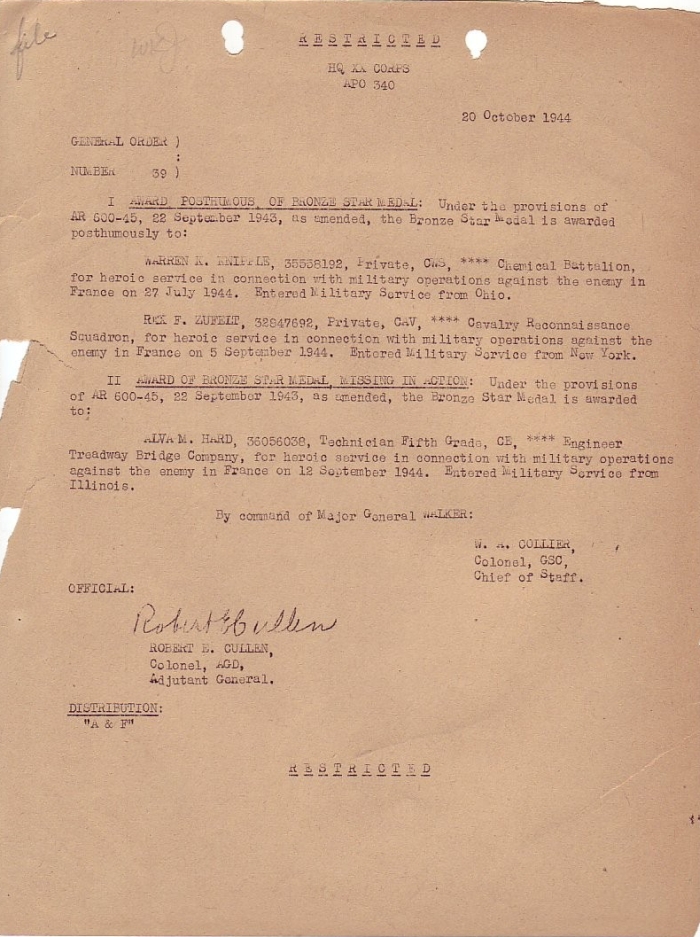 file
RESTRICTED
HQ XX CORPS
APO 340
20 October 1944
GENERAL ORDER )
:
NUMBER 39 )
I AWARD, POSTHUMOUS, OF BRONZE STAR MEDAL: Under the provisions of
AR 600-45, 22 September 1943, as amended, the Bronze Star Medal is awarded
posthumously to:
WARREN K. KNIPPLE, 35538192, Private, CWS, **** Chemical Battalion,
for heroic service in connection with military operations against the enemy in
France on 27 July 1944. Entered Military Service from Ohio.
REX F. ZUFELT, 32847692, Private, CAV, **** Cavalry Reconnaissance
Squadron, for heroic service in connection with military operations against the
enemy in France on 5 September 1944. Entered Military Service from New York.
II AWARD OF BRONZE STAR MEDAL, MISSING IN ACTION: Under the provisions
of AR 600-45, 22 September 1943, as amended, the Bronze Star Medal is awarded
to:
ALVA M. HARD, 36056038, Technician Fifth Grade, CE, **** Engineer
Treadway Bridge Company, for heroic service in connection with military operations
against the enemy in France on 12 September 1944. Entered Military Service from
Illinois.
By command of Major General WALKER:
W. A. COLLIER,
Colonel, GSC,
Chief of Staff.
OFFICIAL:
Robert E Cullen
ROBERT E. CULLEN,
Colonel, AGD,
Adjutant General.
DISTRIBUTION:
"A & F"
RESTRICTED